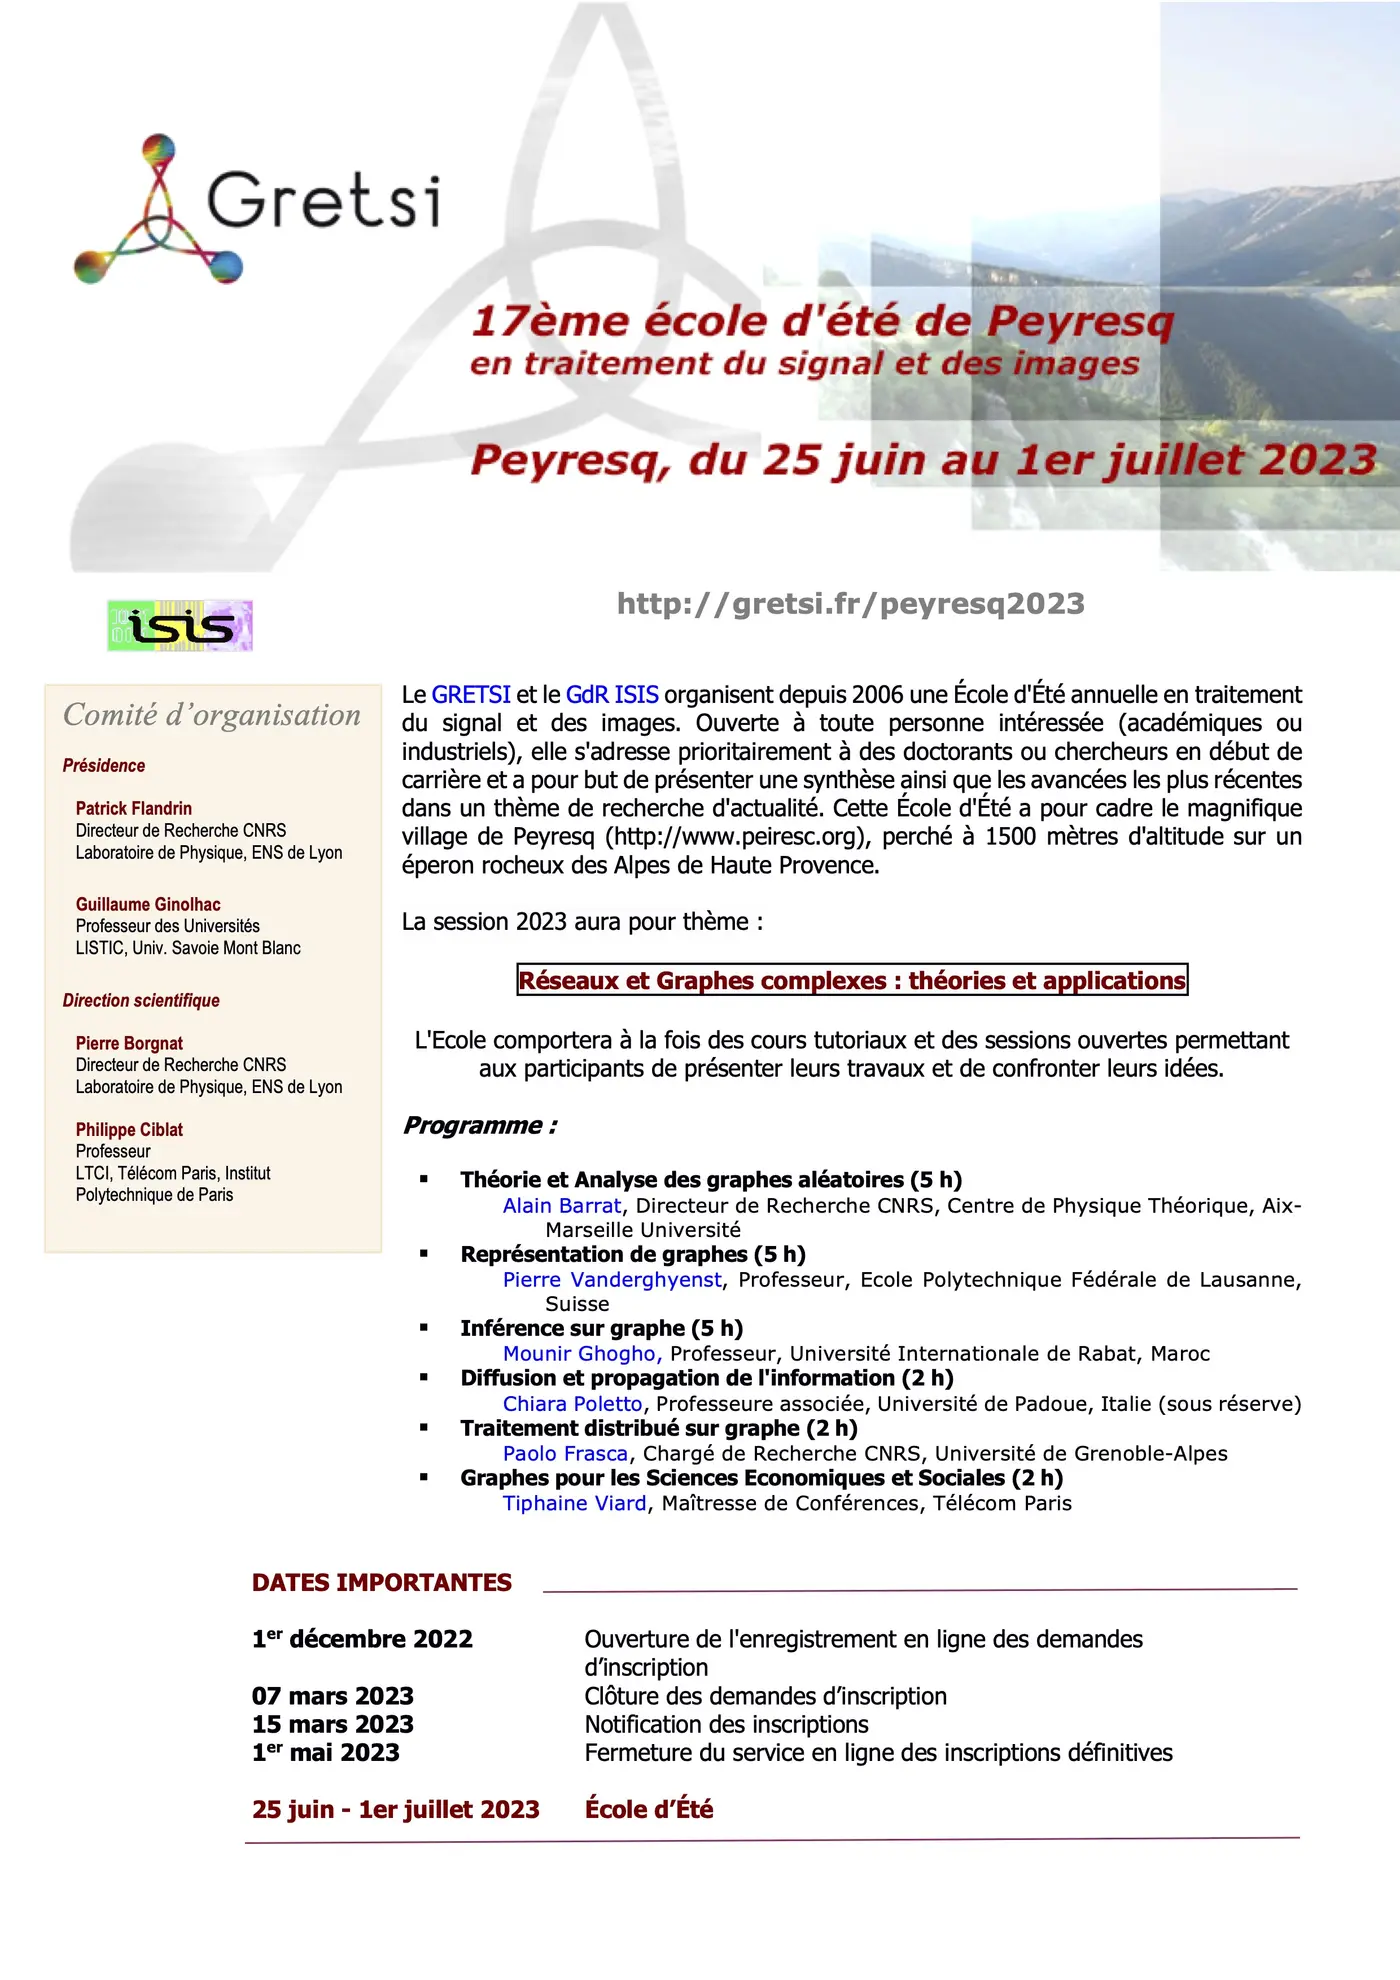 Gretsi
17ème école d'été de Peyresq
en traitement du signal et des images
Peyresq, du 25 juin au 1er juillet 2023
isis
http://gretsi.fr/peyresq2023
Comité d’organisation
Présidence
Patrick Flandrin
Directeur de Recherche CNRS
Laboratoire de Physique, ENS de Lyon
Guillaume Ginolhac
Professeur des Universités
LISTIC, Univ. Savoie Mont Blanc
Direction scientifique
Pierre Borgnat
Directeur de Recherche CNRS
Laboratoire de Physique, ENS de Lyon
Philippe Ciblat
Professeur
LTCI, Télécom Paris, Institut
Polytechnique de Paris
Le GRETSI et le GdR ISIS organisent depuis 2006 une École d'Été annuelle en traitement
du signal et des images. Ouverte à toute personne intéressée (académiques ou
industriels), elle s'adresse prioritairement à des doctorants ou chercheurs en début de
carrière et a pour but de présenter une synthèse ainsi que les avancées les plus récentes
dans un thème de recherche d'actualité. Cette École d'Été a pour cadre le magnifique
village de Peyresq (http://www.peiresc.org), perché à 1500 mètres d'altitude sur un
éperon rocheux des Alpes de Haute Provence.
La session 2023 aura pour thème :
Réseaux et Graphes complexes : théories et applications
L'Ecole comportera à la fois des cours tutoriaux et des sessions ouvertes permettant
aux participants de présenter leurs travaux et de confronter leurs idées.
Programme :
▪ Théorie et Analyse des graphes aléatoires (5 h)
Alain Barrat, Directeur de Recherche CNRS, Centre de Physique Théorique, Aix-
Marseille Université
▪ Représentation de graphes (5 h)
Pierre Vanderghyenst, Professeur, Ecole Polytechnique Fédérale de Lausanne,
Suisse
▪ Inférence sur graphe (5 h)
Mounir Ghogho, Professeur, Université Internationale de Rabat, Maroc
▪ Diffusion et propagation de l'information (2 h)
Chiara Poletto, Professeure associée, Université de Padoue, Italie (sous réserve)
▪ Traitement distribué sur graphe (2 h)
Paolo Frasca, Chargé de Recherche CNRS, Université de Grenoble-Alpes
▪ Graphes pour les Sciences Economiques et Sociales (2 h)
Tiphaine Viard, Maîtresse de Conférences, Télécom Paris
DATES IMPORTANTES
1er décembre 2022 Ouverture de l'enregistrement en ligne des demandes
d’inscription
07 mars 2023 Clôture des demandes d’inscription
15 mars 2023 Notification des inscriptions
1er mai 2023 Fermeture du service en ligne des inscriptions définitives
25 juin - 1er juillet 2023 École d’Été